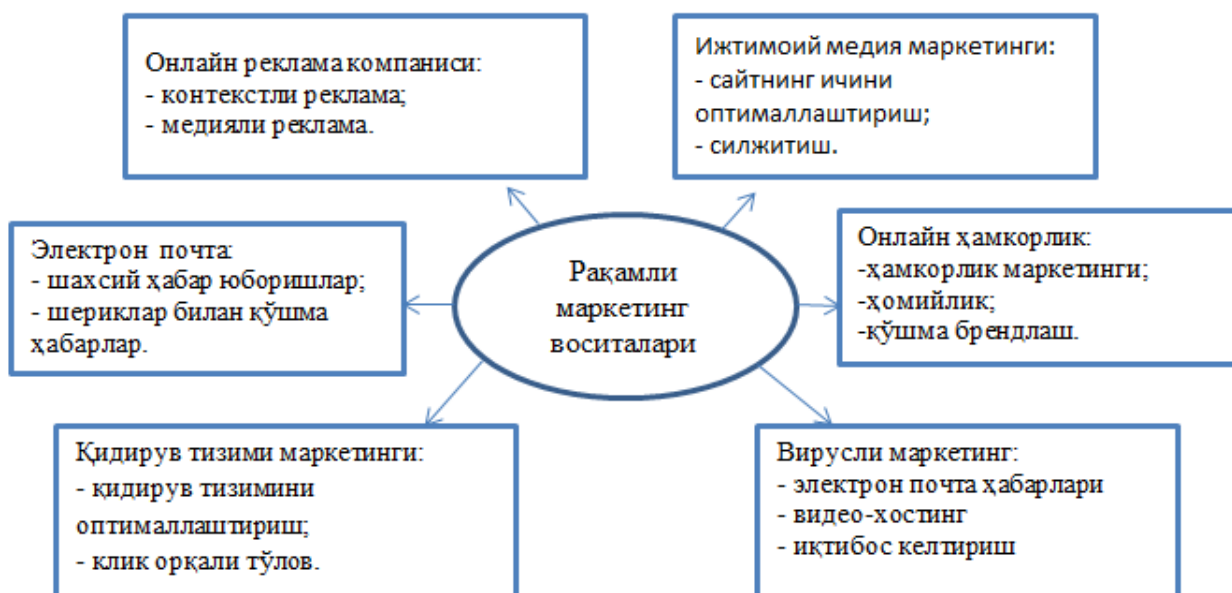 Онлайн реклама компаниси:
- контекстли реклама;
- медияли реклама.
Ижтимоий медия маркетинги:
- сайтнинг ичини
оптималлаштириш;
- силжитиш.
Электрон почта:
- шахсий ҳабар юборишлар;
- шериклар билан қўшма
ҳабарлар.
Рақамли
маркетинг
воситалари
Онлайн ҳамкорлик:
-ҳамкорлик маркетинги;
-ҳомийлик;
-қўшма брендлаш.
Қидирув тизими маркетинги:
- қидирув тизимини
оптималлаштириш;
- клик орқали тўлов.
Вирусли маркетинг:
- электрон почта ҳабарлари
- видео-хостинг
- иқтибос келтириш